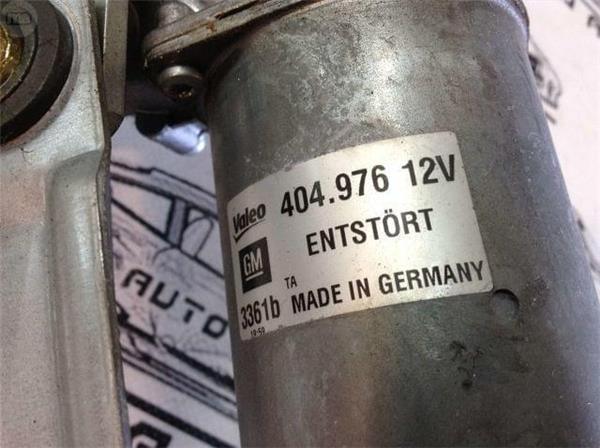 Valeo 404.976 12V
GM ENTSTÖRT
3361b TA MADE IN GERMANY
AUTO